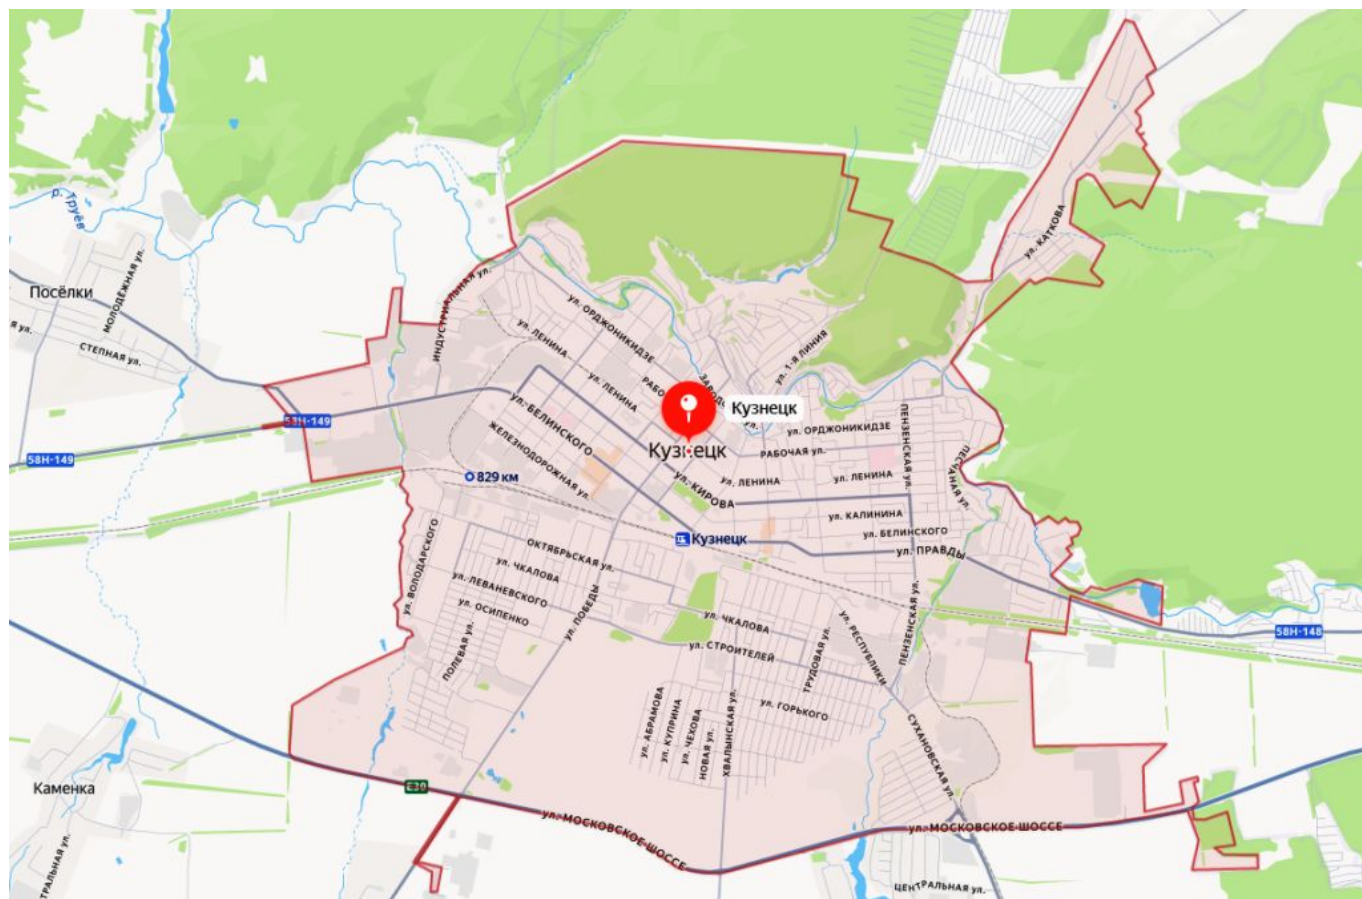 ул. КАТКОВА
р. Труёв
МОЛОДЁЖНАЯ ул.
Посёлки
ИНДУСТРИАЛЬНАЯ ул.
я ул.
СТЕПНАЯ ул.
ул. ОРДЖОНИКИДЗЕ
ул. ЛЕНИНА
ул. 1-Я ЛИНИЯ
ул. ЛЕНИНА
Кузнецк
58Н-149
ул. БЕЛИНСКОГО
ПЕНЗЕНСКАЯ ул.
ул. ОРДЖОНИКИДЗЕ
ЖЕЛЕЗНОДОРОЖНАЯ ул.
Кузнецк
РАБОЧАЯ ул.
ПЕСЧАНАЯ ул.
58Н-149
829 км
ул. КИРОВА
ул. ЛЕНИНА
ул. ЛЕНИНА
ул. КАЛИНИНА
ул. БЕЛИНСКОГО
Кузнецк
ул. ПРАВДЫ
ул. ВОЛОДАРСКОГО
ОКТЯБРЬСКАЯ ул.
ул. ЧКАЛОВА
ул. ЛЕВАНЕВСКОГО
ул. ОСИПЕНКО
ул. ПОБЕДЫ
ул. ЧКАЛОВА
ПЕНЗЕНСКАЯ ул.
58Н-148
ПОЛЕВАЯ ул.
ул. СТРОИТЕЛЕЙ
ТРУДОВАЯ ул.
ул. РЕСПУБЛИКИ
ул. АБРАМОВА
ул. КУПРИНА
ул. ЧЕХОВА
НОВАЯ ул.
ХВАЛЫНСКАЯ ул.
ул. ГОРЬКОГО
СУХАНОВСКАЯ ул.
Каменка
Е30
ул. МОСКОВСКОЕ ШОССЕ
ул. МОСКОВСКОЕ ШОССЕ
ТРАЛЬНАЯ ул.
ЦЕНТРАЛЬНАЯ ул.